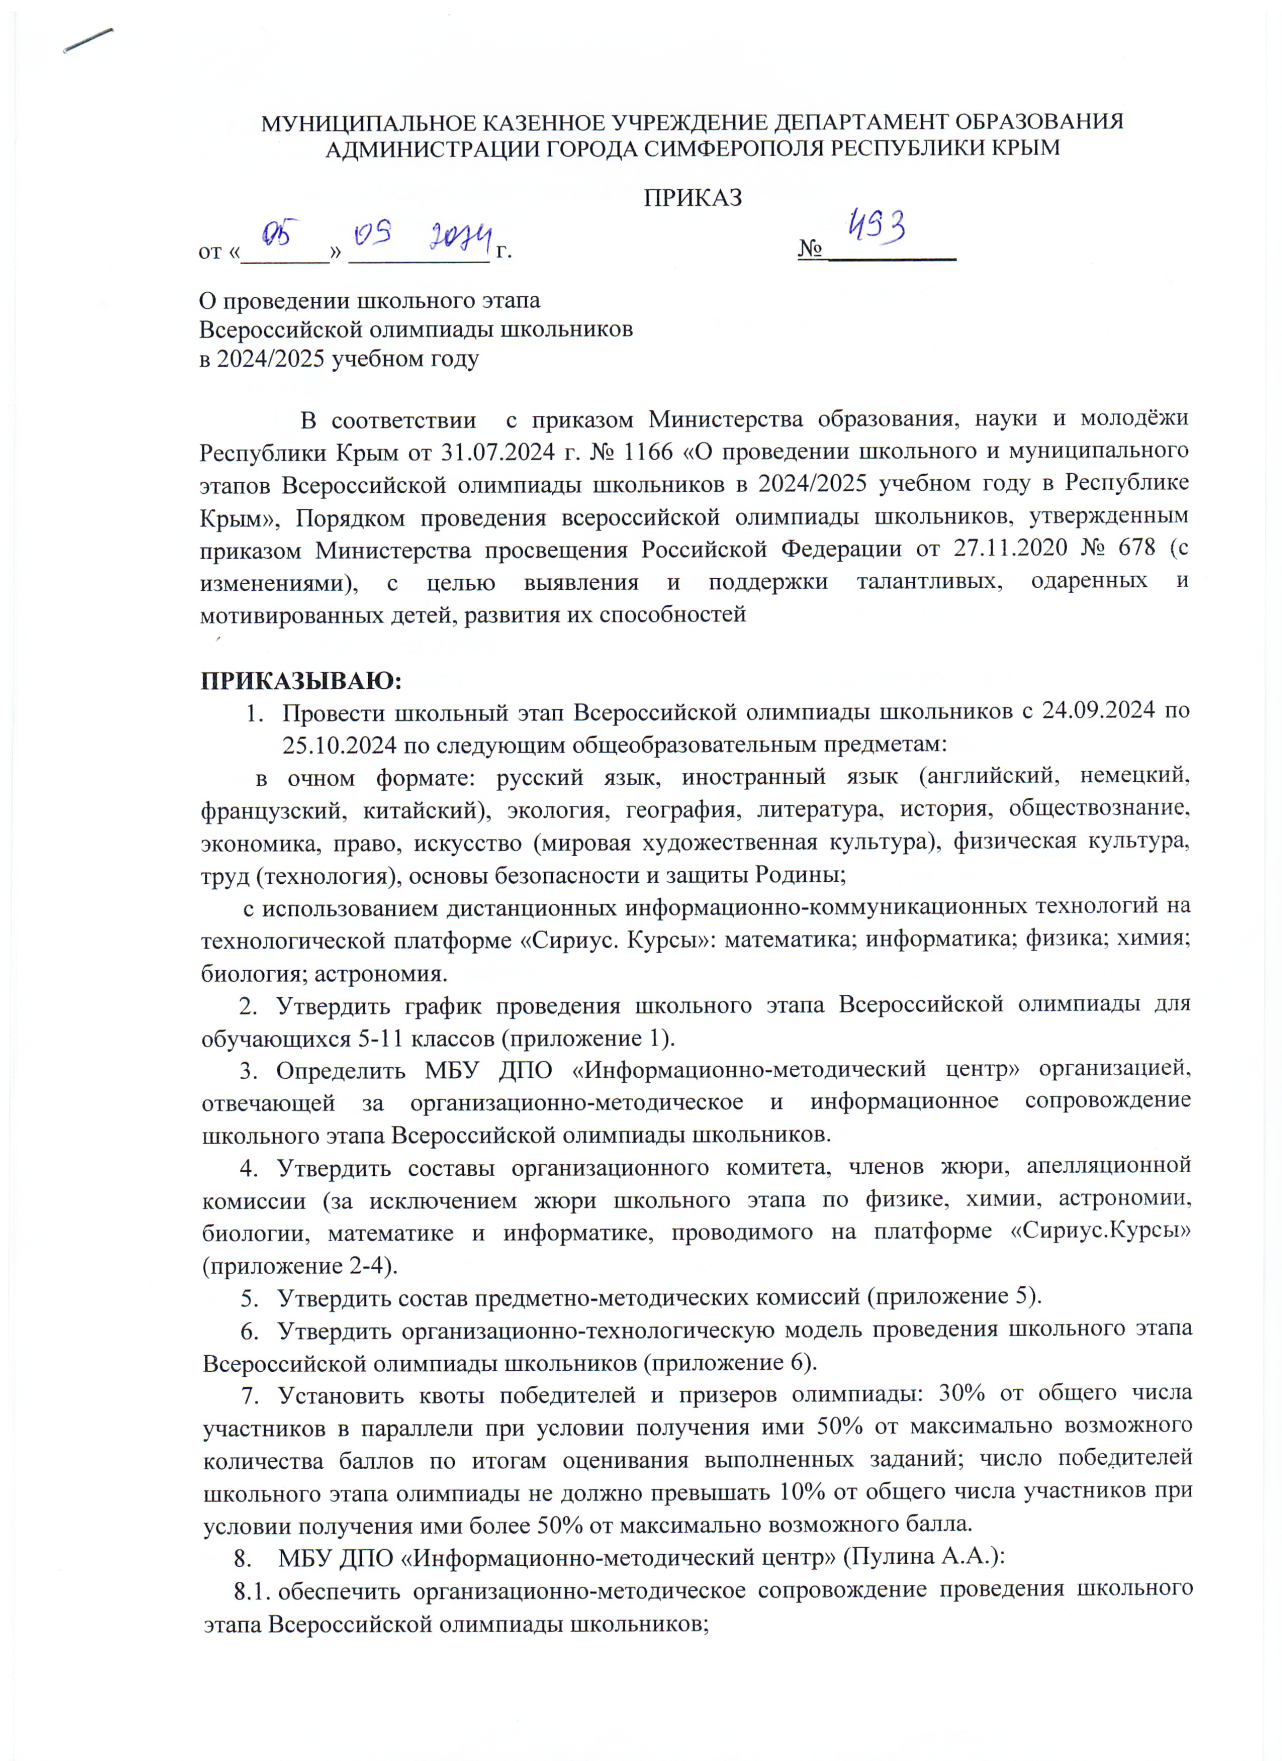 МУНИЦИПАЛЬНОЕ КАЗЕННОЕ УЧРЕЖДЕНИЕ ДЕПАРТАМЕНТ ОБРАЗОВАНИЯ
АДМИНИСТРАЦИИ ГОРОДА СИМФЕРОПОЛЯ РЕСПУБЛИКИ КРЫМ
ПРИКАЗ
от «05» 09 2024 г. № 493
О проведении школьного этапа
Всероссийской олимпиады школьников
в 2024/2025 учебном году
В соответствии с приказом Министерства образования, науки и молодёжи
Республики Крым от 31.07.2024 г. № 1166 «О проведении школьного и муниципального
этапов Всероссийской олимпиады школьников в 2024/2025 учебном году в Республике
Крым», Порядком проведения всероссийской олимпиады школьников, утвержденным
приказом Министерства просвещения Российской Федерации от 27.11.2020 № 678 (с
изменениями), с целью выявления и поддержки талантливых, одаренных и
мотивированных детей, развития их способностей
ПРИКАЗЫВАЮ:
1. Провести школьный этап Всероссийской олимпиады школьников с 24.09.2024 по
25.10.2024 по следующим общеобразовательным предметам:
в очном формате: русский язык, иностранный язык (английский, немецкий,
французский, китайский), экология, география, литература, история, обществознание,
экономика, право, искусство (мировая художественная культура), физическая культура,
труд (технология), основы безопасности и защиты Родины;
с использованием дистанционных информационно-коммуникационных технологий на
технологической платформе «Сириус. Курсы»: математика; информатика; физика; химия;
биология; астрономия.
2. Утвердить график проведения школьного этапа Всероссийской олимпиады для
обучающихся 5-11 классов (приложение 1).
3. Определить МБУ ДПО «Информационно-методический центр» организацией,
отвечающей за организационно-методическое и информационное сопровождение
школьного этапа Всероссийской олимпиады школьников.
4. Утвердить составы организационного комитета, членов жюри, апелляционной
комиссии (за исключением жюри школьного этапа по физике, химии, астрономии,
биологии, математике и информатике, проводимого на платформе «Сириус.Курсы»
(приложение 2-4).
5. Утвердить состав предметно-методических комиссий (приложение 5).
6. Утвердить организационно-технологическую модель проведения школьного этапа
Всероссийской олимпиады школьников (приложение 6).
7. Установить квоты победителей и призеров олимпиады: 30% от общего числа
участников в параллели при условии получения ими 50% от максимально возможного
количества баллов по итогам оценивания выполненных заданий; число победителей
школьного этапа олимпиады не должно превышать 10% от общего числа участников при
условии получения ими более 50% от максимально возможного балла.
8. МБУ ДПО «Информационно-методический центр» (Пулина А.А.):
8.1. обеспечить организационно-методическое сопровождение проведения школьного
этапа Всероссийской олимпиады школьников;